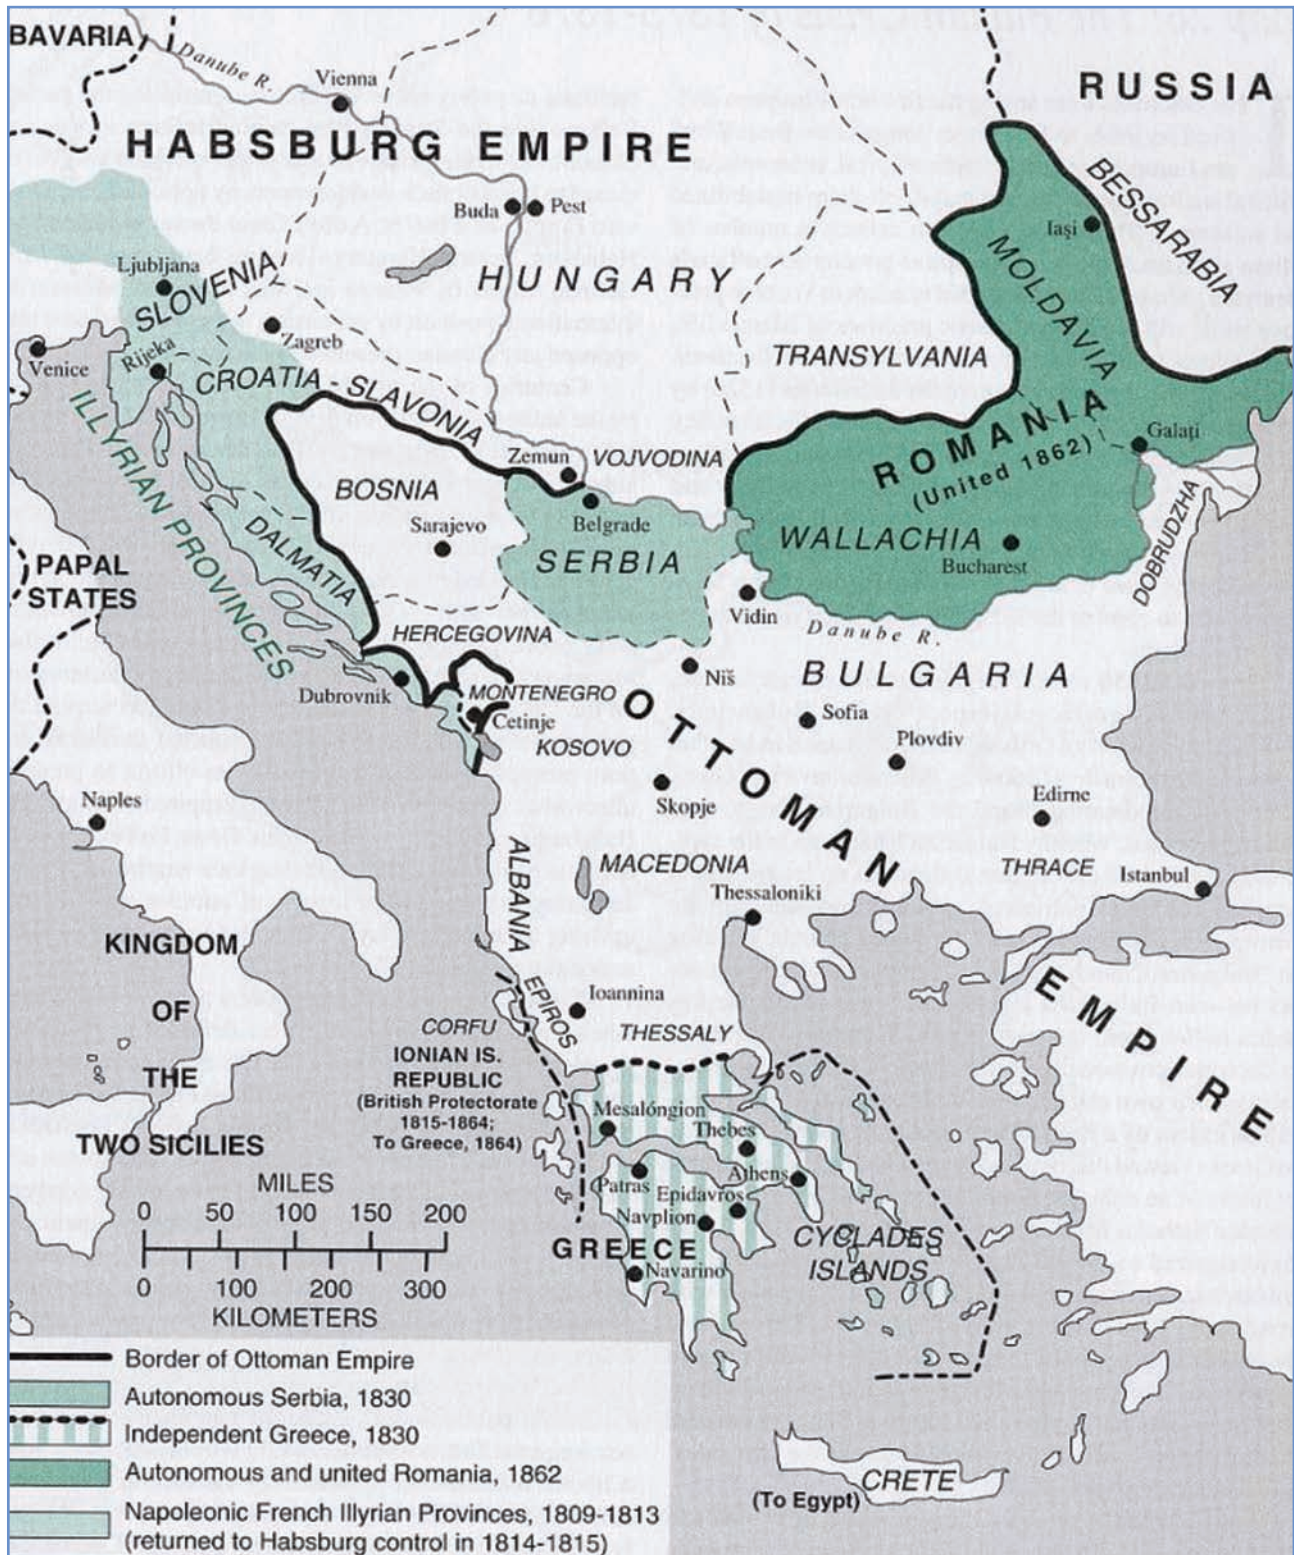 BAVARIA
Danube R.
Vienna
RUSSIA
HABSBURG EMPIRE
BESSARABIA
Buda
Pest
Iaşi
MOLDAVIA
Ljubljana
SLOVENIA
HUNGARY
Zagreb
Rijeka
Venice
TRANSYLVANIA
CROATIA - SLAVONIA
ROMANIA
(United 1862)
Galaţi
ILLYRIAN PROVINCES
Zemun
VOJVODINA
BOSNIA
Sarajevo
Belgrade
SERBIA
WALLACHIA
Bucharest
DOBRUDZHA
DALMATIA
PAPAL
STATES
Vidin
Danube R.
HERCEGOVINA
Dubrovnik
MONTENEGRO
Cetinje
Niš
BULGARIA
OTTOMAN
Sofia
KOSOVO
Plovdiv
Skopje
Edirne
Naples
ALBANIA
MACEDONIA
THRACE
Istanbul
Thessaloniki
KINGDOM
OF
THE
TWO SICILIES
EMPIRE
EPIROS
Ioannina
CORFU
THESSALY
IONIAN IS.
REPUBLIC
(British Protectorate
1815-1864;
To Greece, 1864)
Mesalóngion
Thebes
Athens
Patras
Epidavros
Navplion
GREECE
Navarino
CYCLADES
ISLANDS
MILES
0 50 100 150 200
0 100 200 300
KILOMETERS
CRETE
(To Egypt)
Border of Ottoman Empire
Autonomous Serbia, 1830
Independent Greece, 1830
Autonomous and united Romania, 1862
Napoleonic French Illyrian Provinces, 1809-1813
(returned to Habsburg control in 1814-1815)